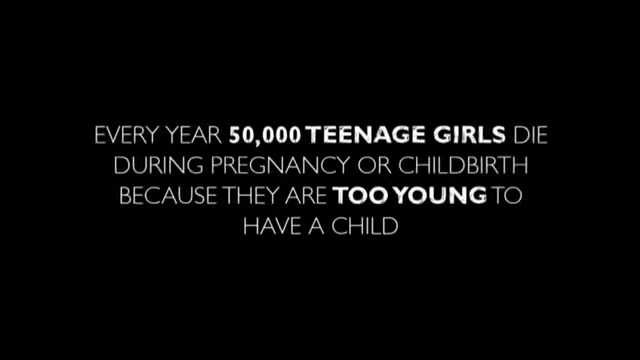 EVERY YEAR 50,000 TEENAGE GIRLS DIE
DURING PREGNANCY OR CHILDBIRTH
BECAUSE THEY ARE TOO YOUNG TO
HAVE A CHILD